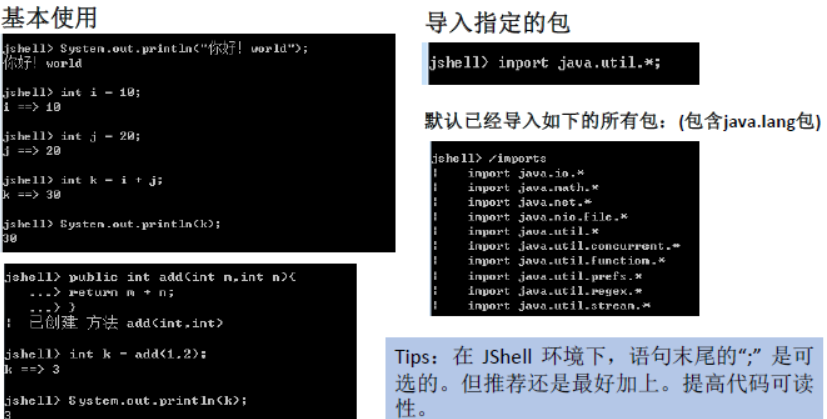 基本使用
jshell> System.out.println("你好! world");
你好! world
jshell> int i = 10;
i ==> 10
jshell> int j = 20;
j ==> 20
jshell> int k = i + j;
k ==> 30
jshell> System.out.println(k);
30
jshell> public int add(int m,int n){
...> return m + n;
...> }
| 已创建 方法 add(int,int)
jshell> int k = add(1,2);
k ==> 3
jshell> System.out.println(k);
3
导入指定的包
jshell> import java.util.*;
默认已经导入如下的所有包：(包含java.lang包)
jshell> /imports
| import java.io.*
| import java.math.*
| import java.net.*
| import java.nio.file.*
| import java.util.*
| import java.util.concurrent.*
| import java.util.function.*
| import java.util.prefs.*
| import java.util.regex.*
| import java.util.stream.*
Tips：在 JShell 环境下，语句末尾的“;” 是可
选的。但推荐还是最好加上。提高代码可读
性。